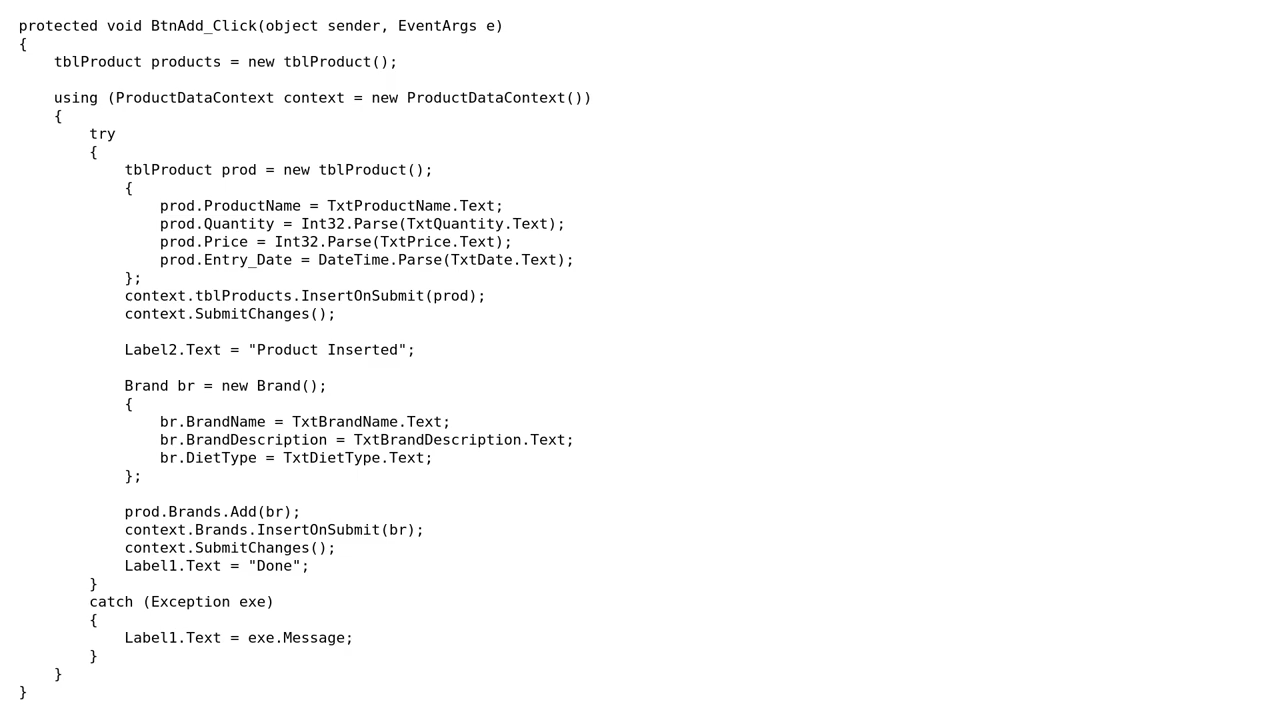 protected void BtnAdd_Click(object sender, EventArgs e)
{
    tblProduct products = new tblProduct();

    using (ProductDataContext context = new ProductDataContext())
    {
        try
        {
            tblProduct prod = new tblProduct();
            {
                prod.ProductName = TxtProductName.Text;
                prod.Quantity = Int32.Parse(TxtQuantity.Text);
                prod.Price = Int32.Parse(TxtPrice.Text);
                prod.Entry_Date = DateTime.Parse(TxtDate.Text);
            };
            context.tblProducts.InsertOnSubmit(prod);
            context.SubmitChanges();

            Label2.Text = "Product Inserted";

            Brand br = new Brand();
            {
                br.BrandName = TxtBrandName.Text;
                br.BrandDescription = TxtBrandDescription.Text;
                br.DietType = TxtDietType.Text;
            };

            prod.Brands.Add(br);
            context.Brands.InsertOnSubmit(br);
            context.SubmitChanges();
            Label1.Text = "Done";
        }
        catch (Exception exe)
        {
            Label1.Text = exe.Message;
        }
    }
}